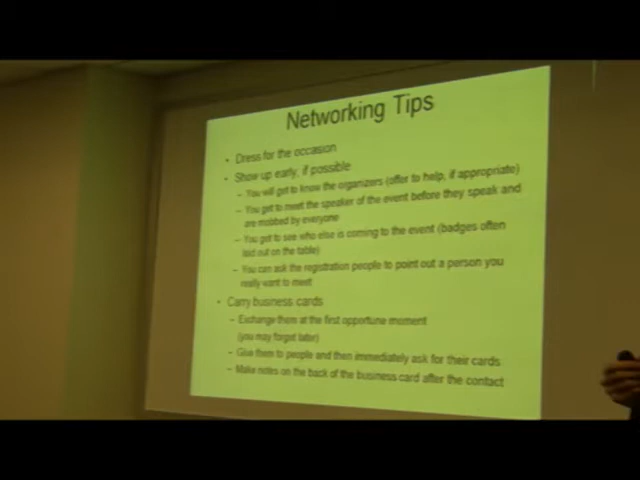 Networking Tips
• Dress for the occasion
• Show up early, if possible
– You will get to know the organizers (offer to help, if appropriate)
– You get to meet the speaker of the event before they speak and
are mobbed by everyone
– You get to see who else is coming to the event (badges often
laid out on the table)
– You can ask the registration people to point out a person you
really want to meet
• Carry business cards
– Exchange them at the first opportune moment
(you may forget later)
– Give them to people and then immediately ask for their cards
– Make notes on the back of the business card after the contact